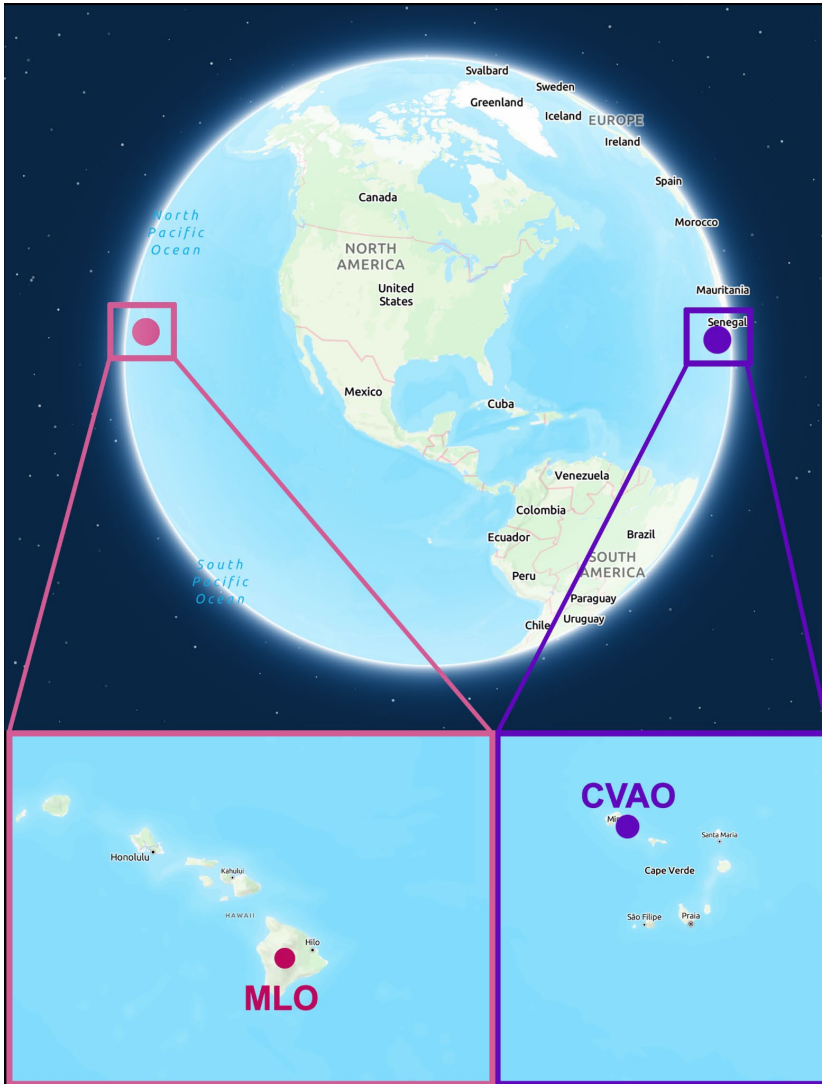 Svalbard
Sweden
Greenland
Iceland
EUROPE
Ireland
Spain
Canada
Morocco
North
Pacific
Ocean
NORTH
AMERICA
United
States
Mauritania
Senegal
Mexico
Cuba
Venezuela
Colombia
Ecuador
Brazil
SOUTH
AMERICA
Peru
South
Pacific
Ocean
Paraguay
Uruguay
Chile
Honolulu
Kahului
HAWAII
Hilo
MLO
CVAO
Santa Maria
Cape Verde
São Filipe
Praia